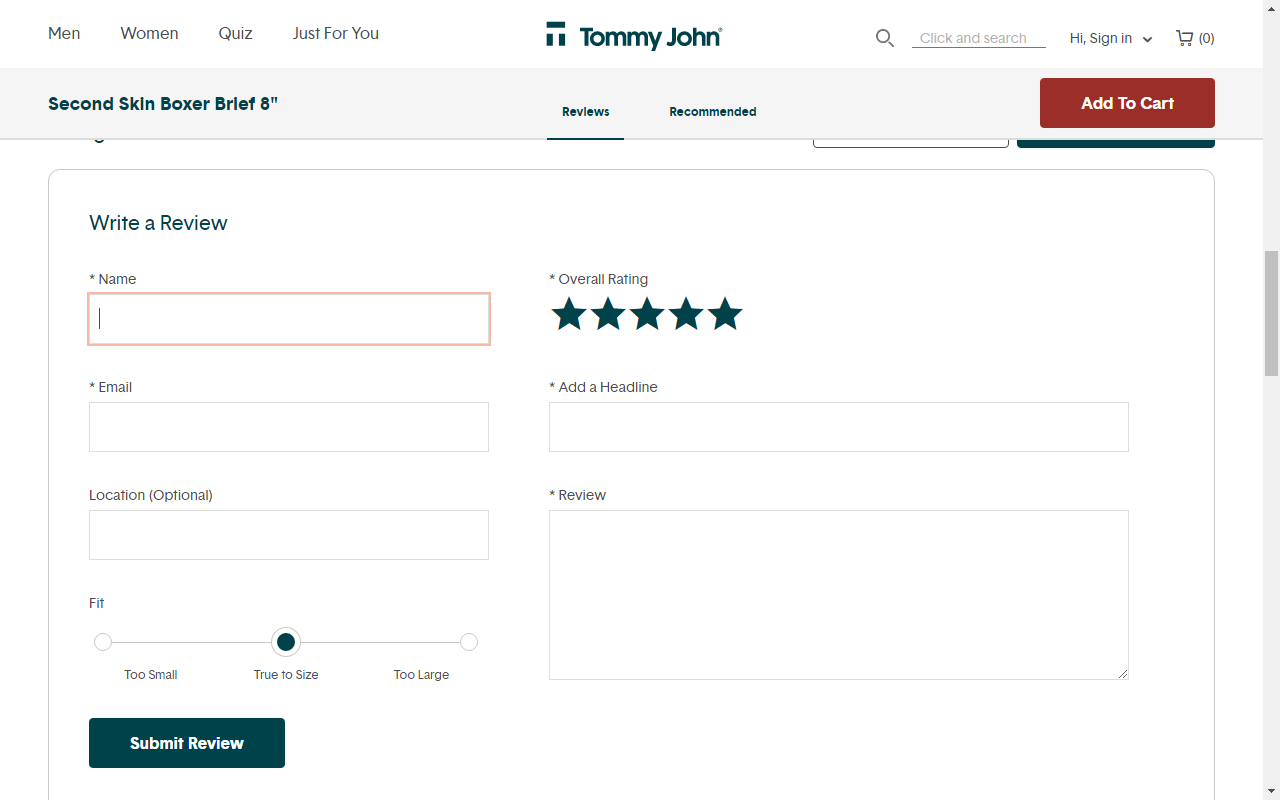 Men Women Quiz Just For You
Tommy John
Click and search
Hi, Sign in
(0)
Second Skin Boxer Brief 8"
Reviews
Recommended
Add To Cart
Write a Review
* Name
* Overall Rating
* Email
* Add a Headline
Location (Optional)
* Review
Fit
Too Small True to Size Too Large
Submit Review